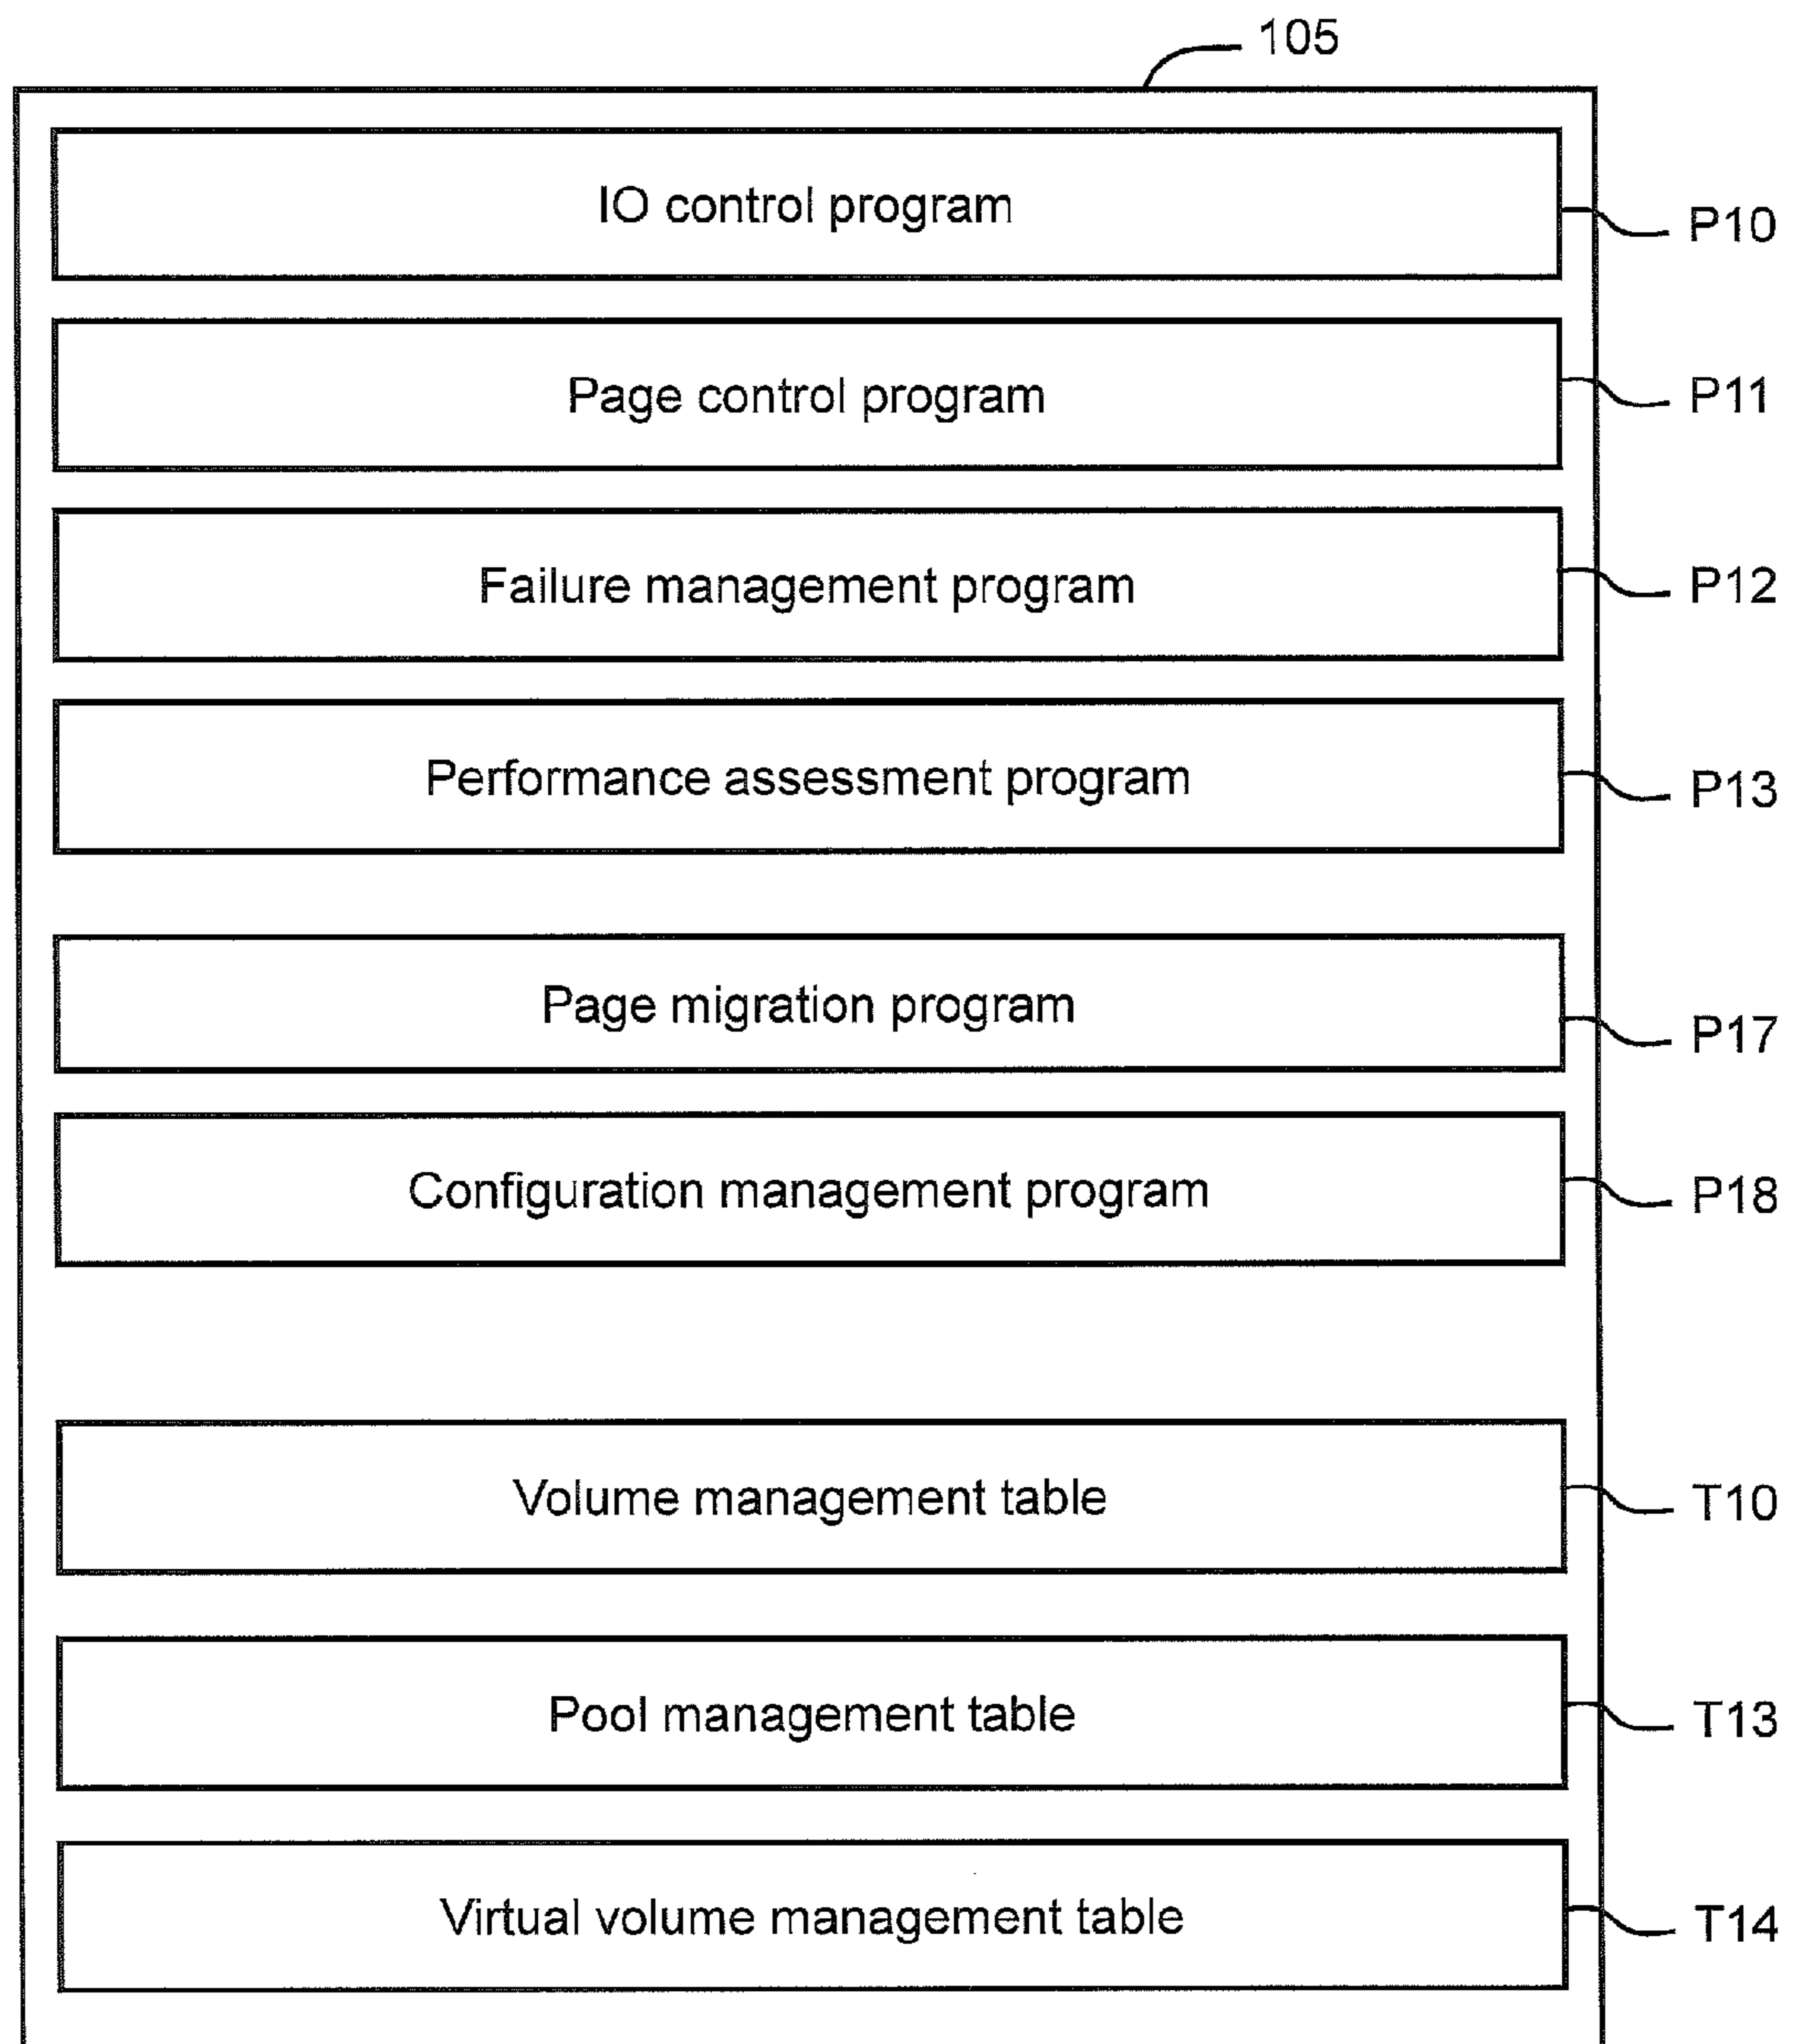 105
IO control program
P10
Page control program
P11
Failure management program
P12
Performance assessment program
P13
Page migration program
P17
Configuration management program
P18
Volume management table
T10
Pool management table
T13
Virtual volume management table
T14